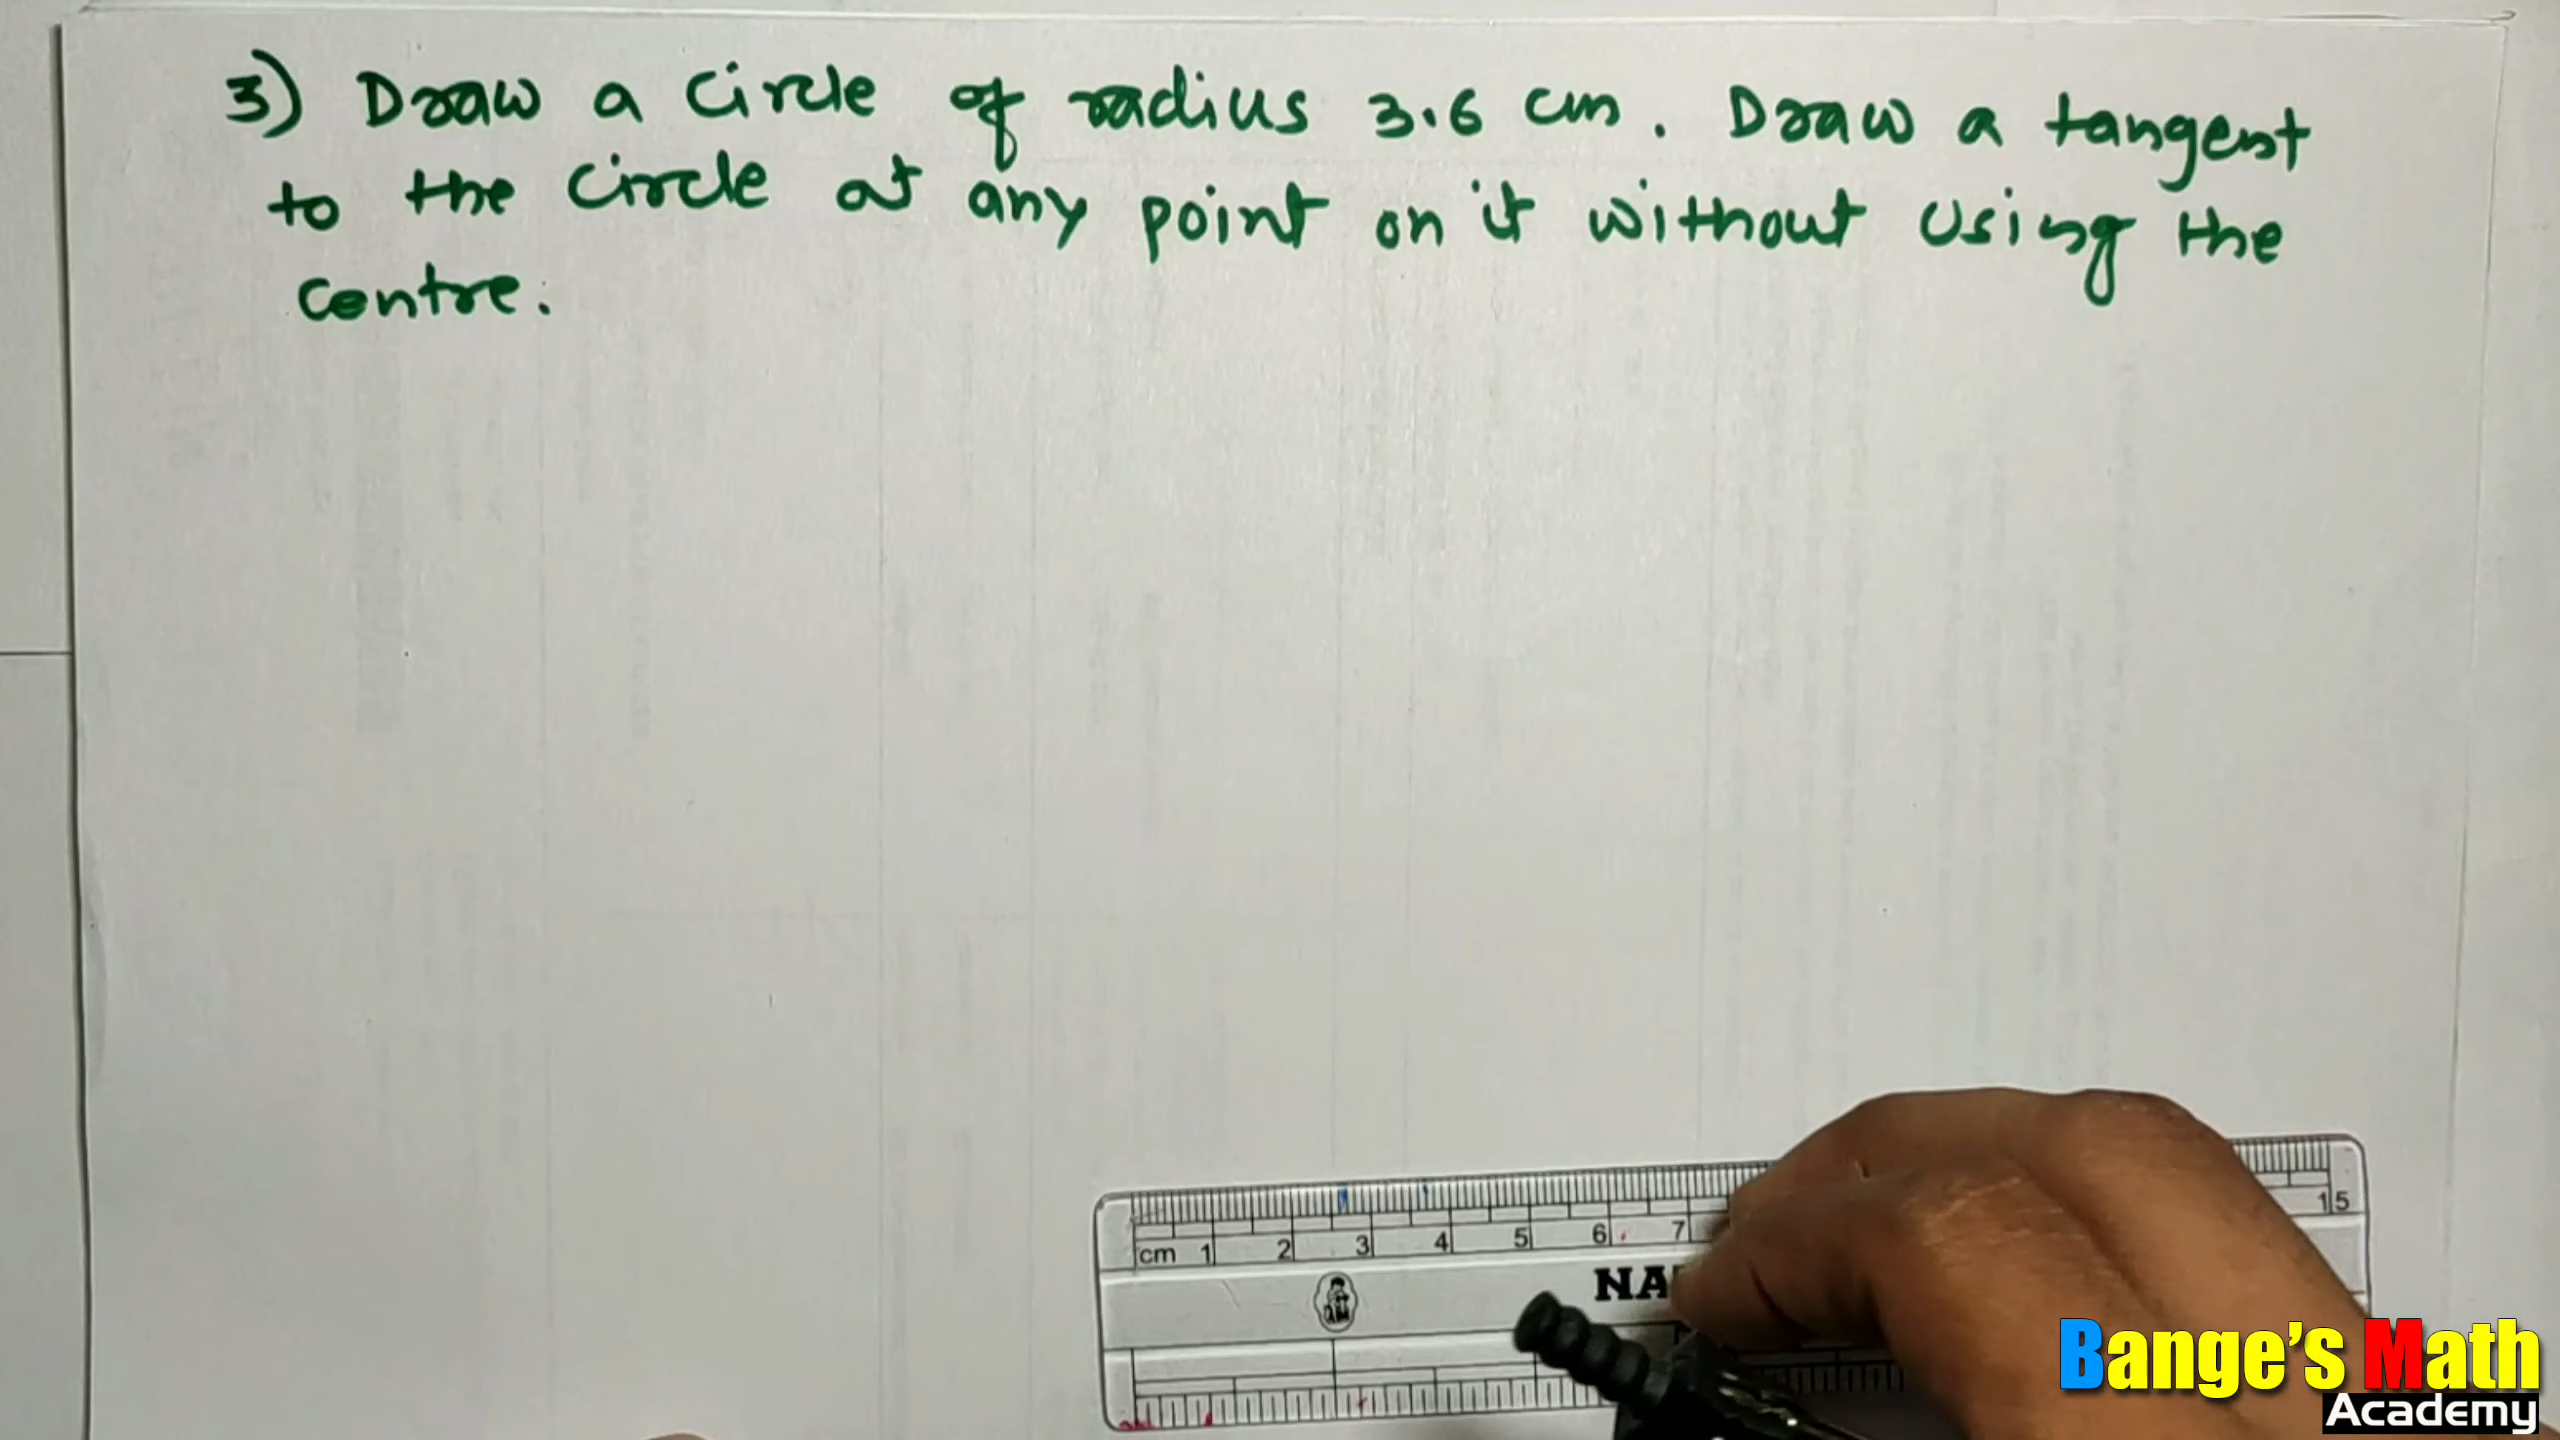 3) Draw a circle of radius 3.6 cm. Draw a tangent
to the circle at any point on it without using the
centre.
cm 1 2 3 4 5 6 7 15
NA
Bange's Math
Academy